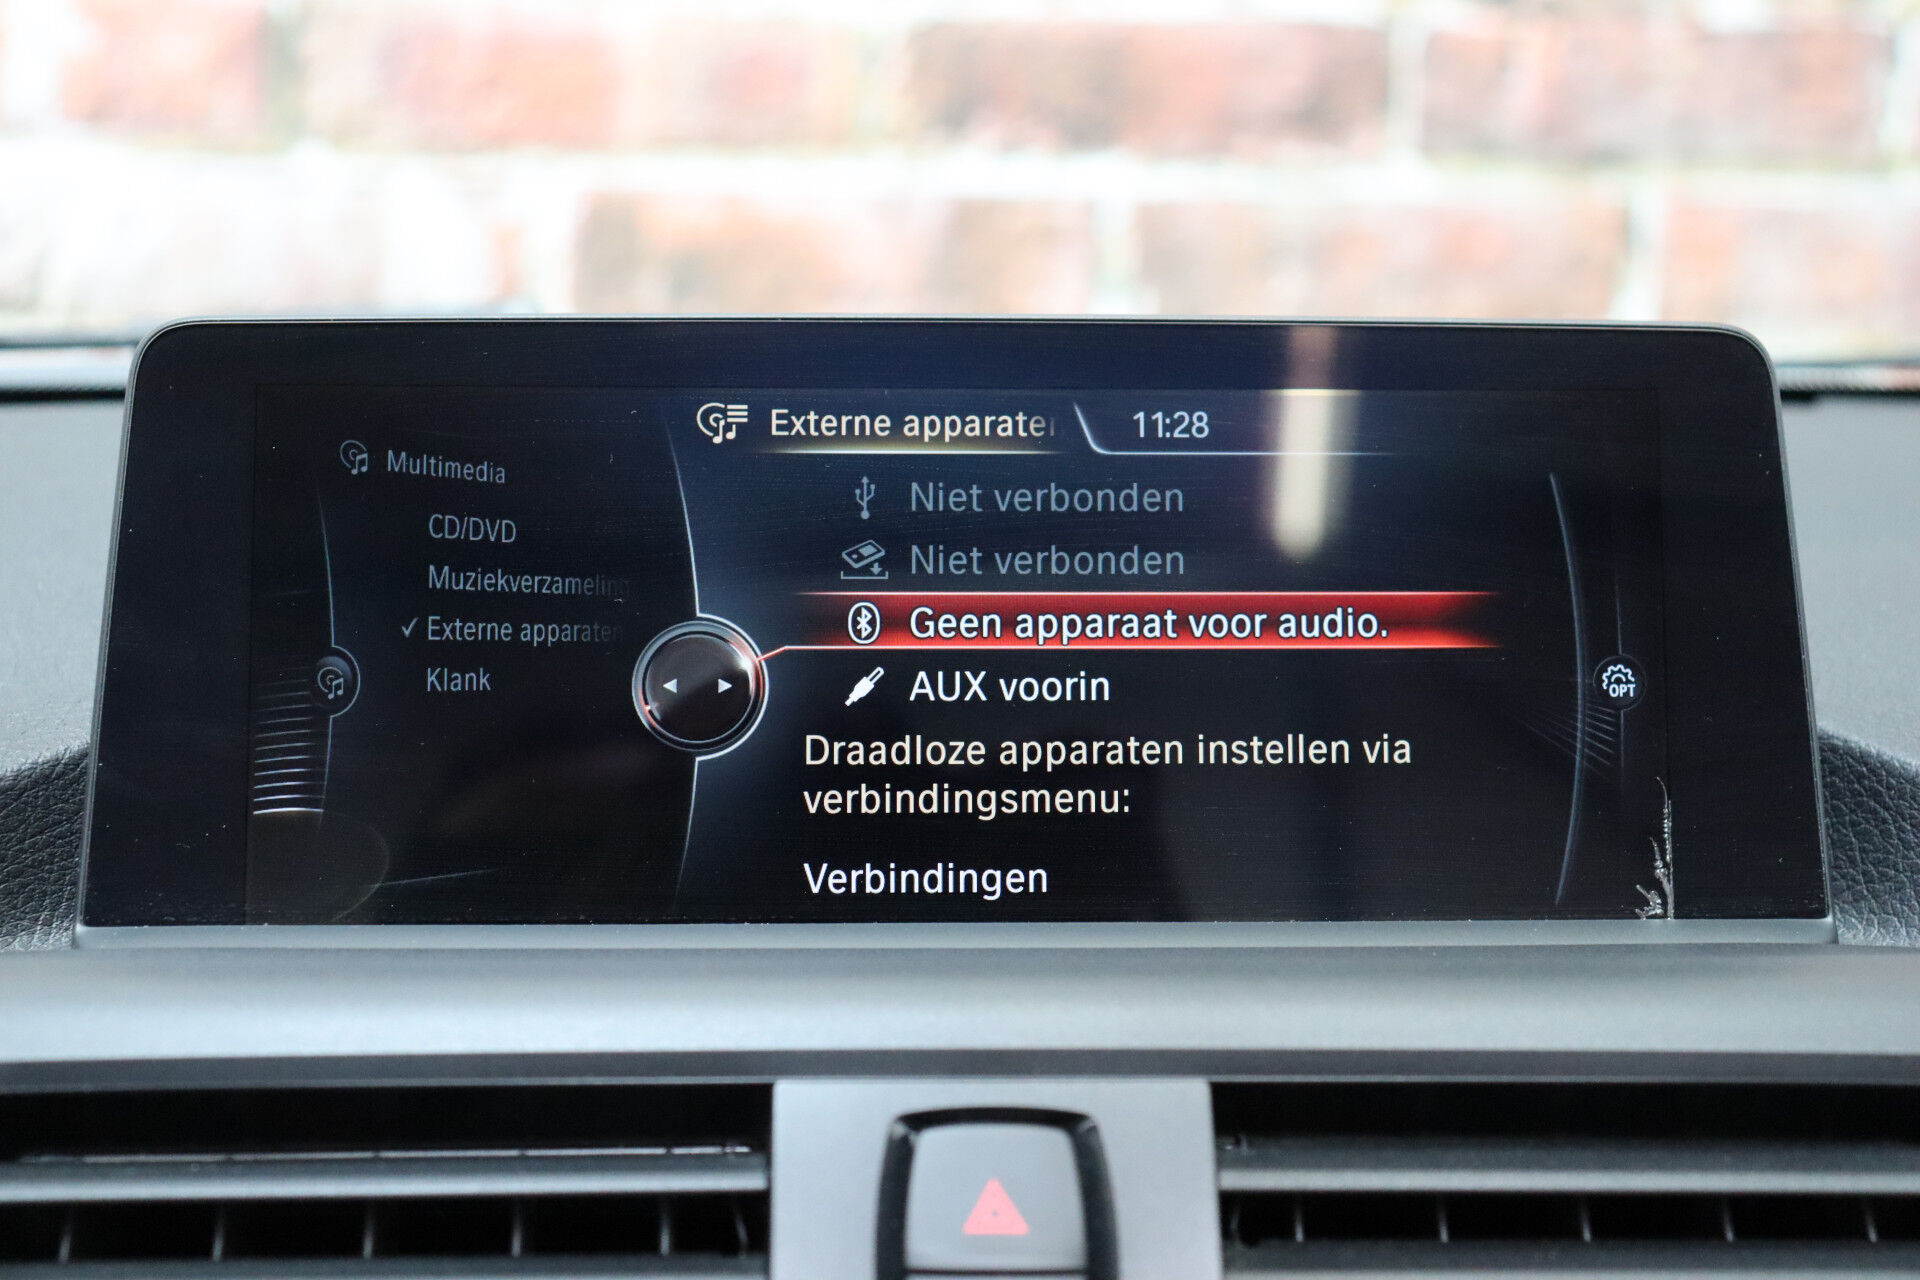 Externe apparaten 11:28
Multimedia
CD/DVD
Muziekverzameling
✓ Externe apparaten
Klank
Niet verbonden
Niet verbonden
Geen apparaat voor audio.
AUX voorin
Draadloze apparaten instellen via
verbindingsmenu:
Verbindingen
OPT